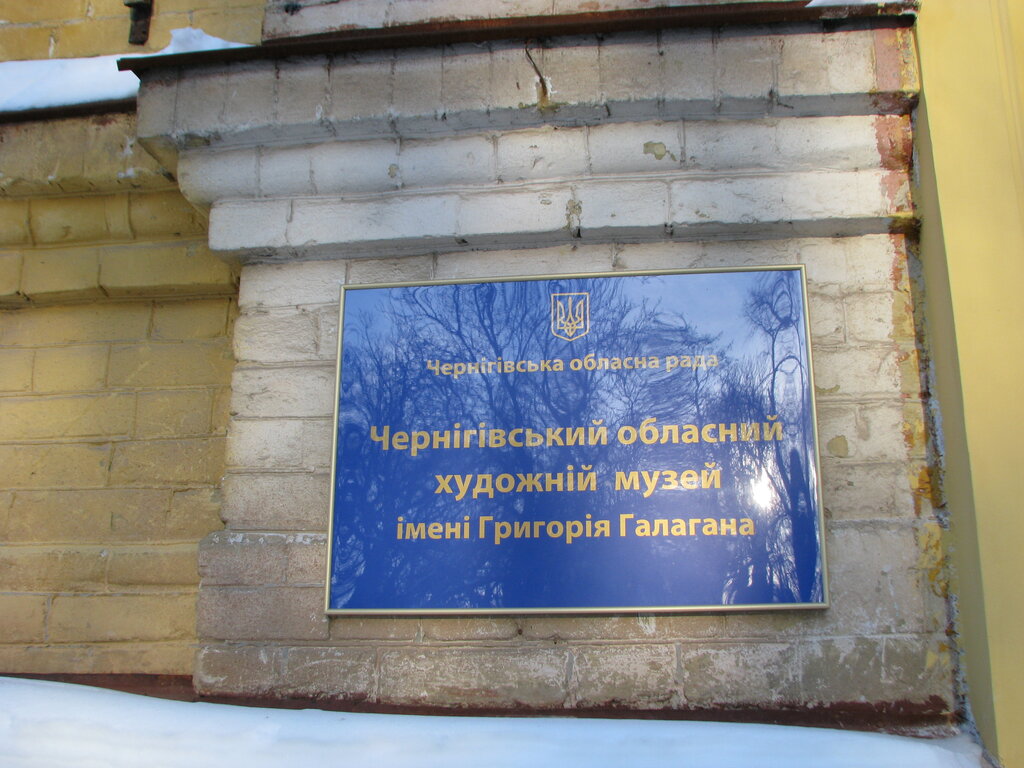 Чернігівська обласна рада
Чернігівський обласний
художній музей
імені Григорія Галагана